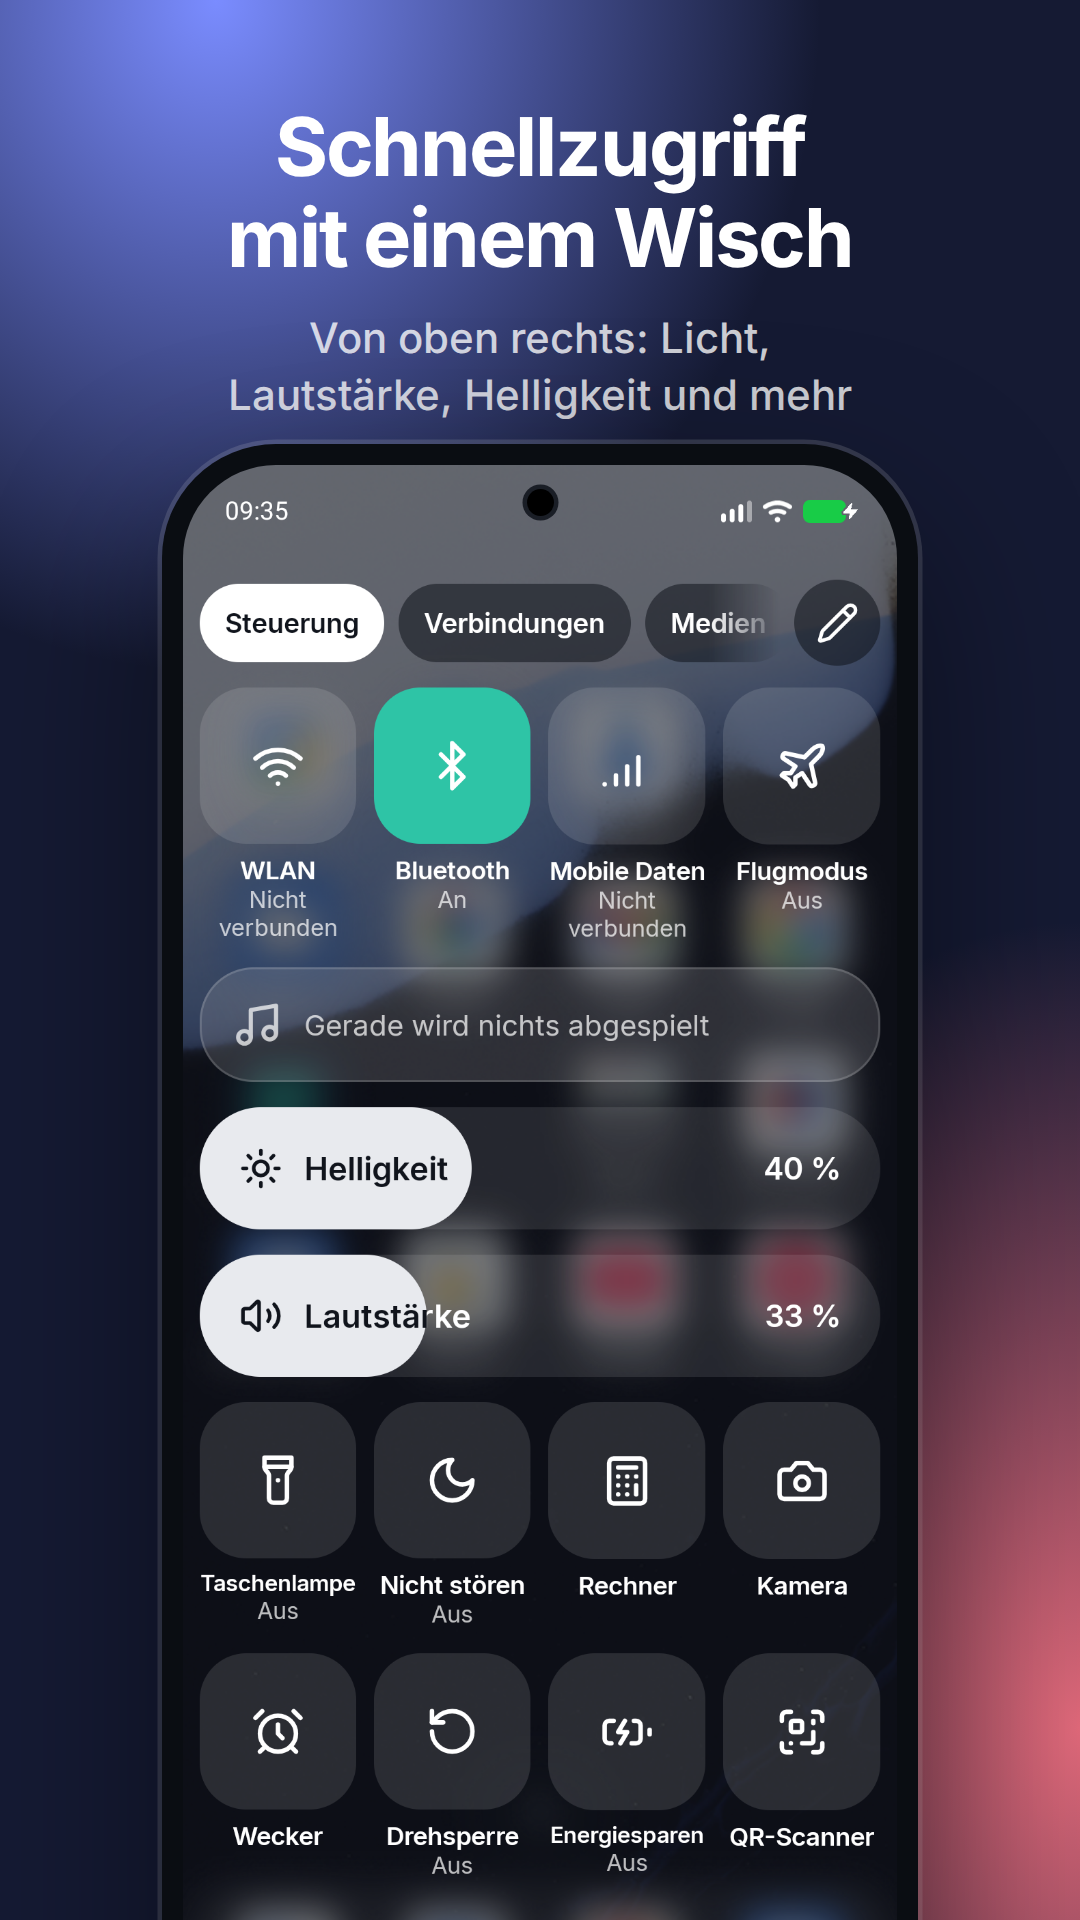 Schnellzugriff
mit einem Wisch
Von oben rechts: Licht,
Lautstärke, Helligkeit und mehr
09:35
Steuerung Verbindungen Medien
WLAN Bluetooth Mobile Daten Flugmodus
Nicht verbunden An Nicht verbunden Aus
Gerade wird nichts abgespielt
Helligkeit 40 %
Lautstärke 33 %
Taschenlampe Nicht stören Rechner Kamera
Aus Aus
Wecker Drehsperre Energiesparen QR-Scanner
Aus Aus